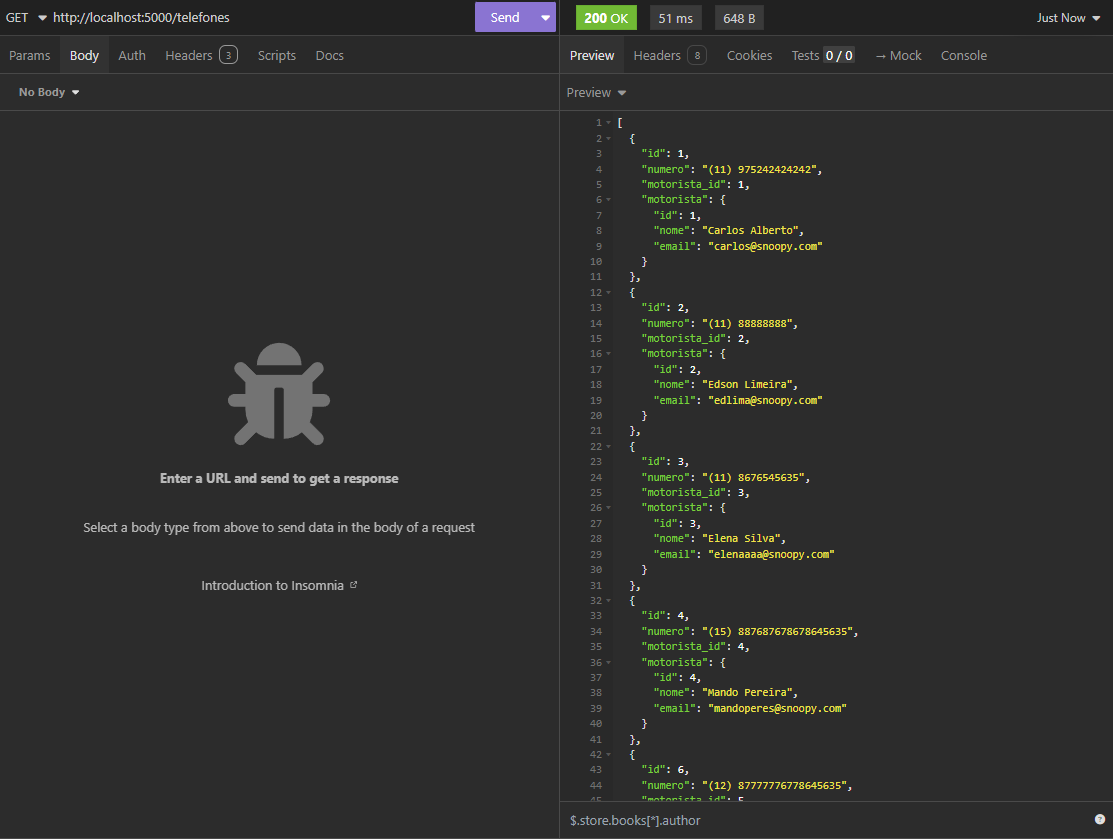 GET http://localhost:5000/telefones Send 200 OK 51 ms 648 B Just Now
Params Body Auth Headers 3 Scripts Docs Preview Headers 8 Cookies Tests 0 / 0 → Mock Console
No Body Preview
Enter a URL and send to get a response
Select a body type from above to send data in the body of a request
Introduction to Insomnia
1 [
2 {
3 "id": 1,
4 "numero": "(11) 975242424242",
5 "motorista_id": 1,
6 "motorista": {
7 "id": 1,
8 "nome": "Carlos Alberto",
9 "email": "carlos@snoopy.com"
10 }
11 },
12 {
13 "id": 2,
14 "numero": "(11) 88888888",
15 "motorista_id": 2,
16 "motorista": {
17 "id": 2,
18 "nome": "Edson Limeira",
19 "email": "edlima@snoopy.com"
20 }
21 },
22 {
23 "id": 3,
24 "numero": "(11) 8676545635",
25 "motorista_id": 3,
26 "motorista": {
27 "id": 3,
28 "nome": "Elena Silva",
29 "email": "elenaaaa@snoopy.com"
30 }
31 },
32 {
33 "id": 4,
34 "numero": "(15) 887687678678645635",
35 "motorista_id": 4,
36 "motorista": {
37 "id": 4,
38 "nome": "Mando Pereira",
39 "email": "mandoperes@snoopy.com"
40 }
41 },
42 {
43 "id": 6,
44 "numero": "(12) 87777776778645635",
45 "motorista_id": 5,
$.store.books[*].author
?